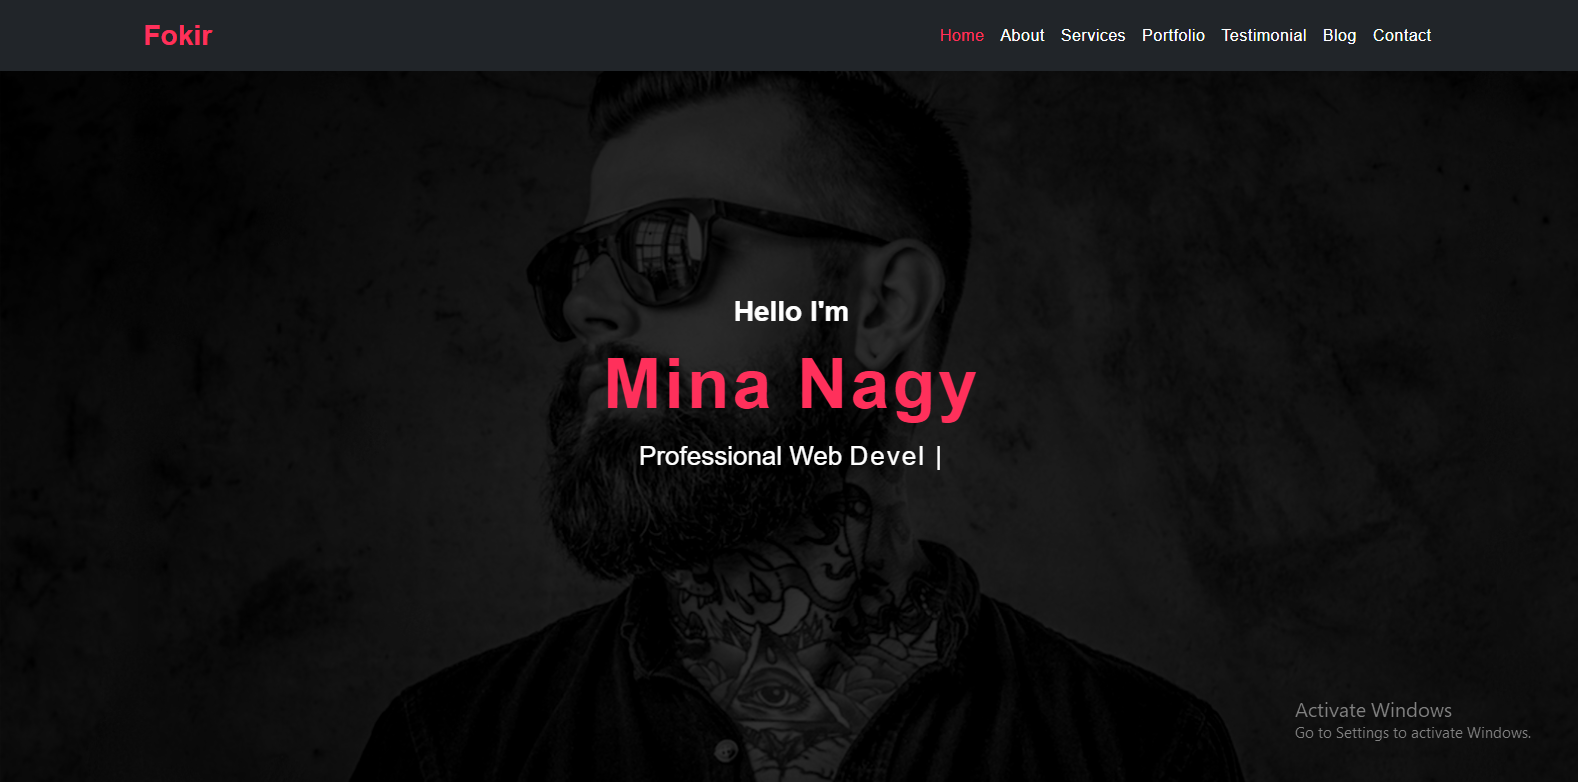 Fokir
Home About Services Portfolio Testimonial Blog Contact
Hello I'm
Mina Nagy
Professional Web Devel |
Activate Windows
Go to Settings to activate Windows.